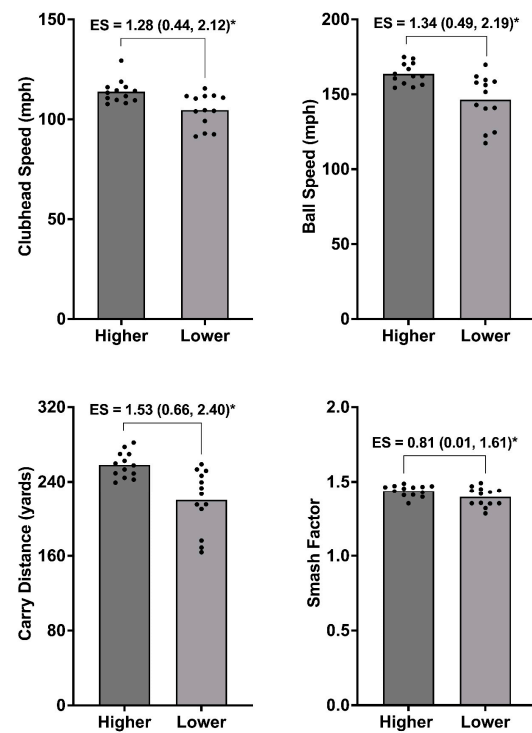 ES = 1.28 (0.44, 2.12)*
Clubhead Speed (mph)
150
100
50
0
Higher Lower
ES = 1.34 (0.49, 2.19)*
Ball Speed (mph)
200
150
100
50
0
Higher Lower
ES = 1.53 (0.66, 2.40)*
Carry Distance (yards)
320
240
160
80
0
Higher Lower
ES = 0.81 (0.01, 1.61)*
Smash Factor
2.0
1.5
1.0
0.5
0.0
Higher Lower